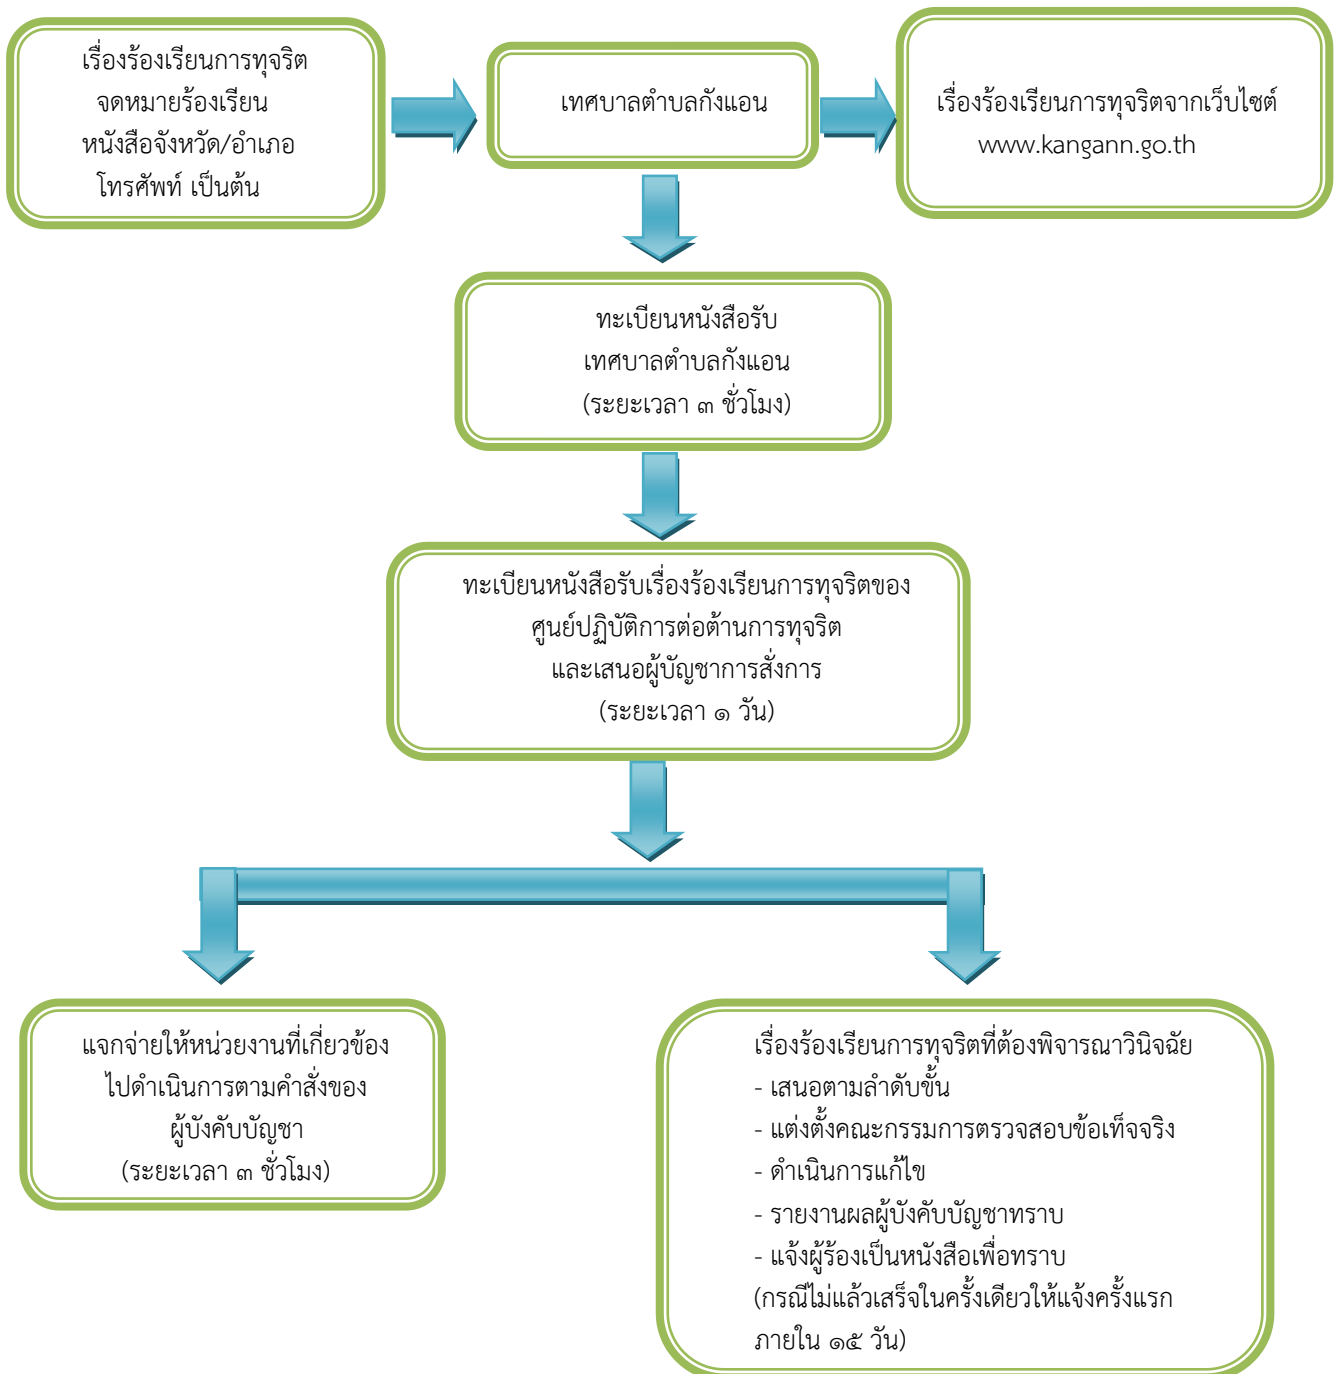 เรื่องร้องเรียนการทุจริต
จดหมายร้องเรียน
หนังสือจังหวัด/อำเภอ
โทรศัพท์ เป็นต้น
เทศบาลตำบลกังแอน
เรื่องร้องเรียนการทุจริตจากเว็บไซต์
www.kangann.go.th
ทะเบียนหนังสือรับ
เทศบาลตำบลกังแอน
(ระยะเวลา ๓ ชั่วโมง)
ทะเบียนหนังสือรับเรื่องร้องเรียนการทุจริตของ
ศูนย์ปฏิบัติการต่อต้านการทุจริต
และเสนอผู้บัญชาการสั่งการ
(ระยะเวลา ๑ วัน)
แจกจ่ายให้หน่วยงานที่เกี่ยวข้อง
ไปดำเนินการตามคำสั่งของ
ผู้บังคับบัญชา
(ระยะเวลา ๓ ชั่วโมง)
เรื่องร้องเรียนการทุจริตที่ต้องพิจารณาวินิจฉัย
- เสนอตามลำดับขั้น
- แต่งตั้งคณะกรรมการตรวจสอบข้อเท็จจริง
- ดำเนินการแก้ไข
- รายงานผลผู้บังคับบัญชาทราบ
- แจ้งผู้ร้องเป็นหนังสือเพื่อทราบ
(กรณีไม่แล้วเสร็จในครั้งเดียวให้แจ้งครั้งแรก
ภายใน ๑๕ วัน)